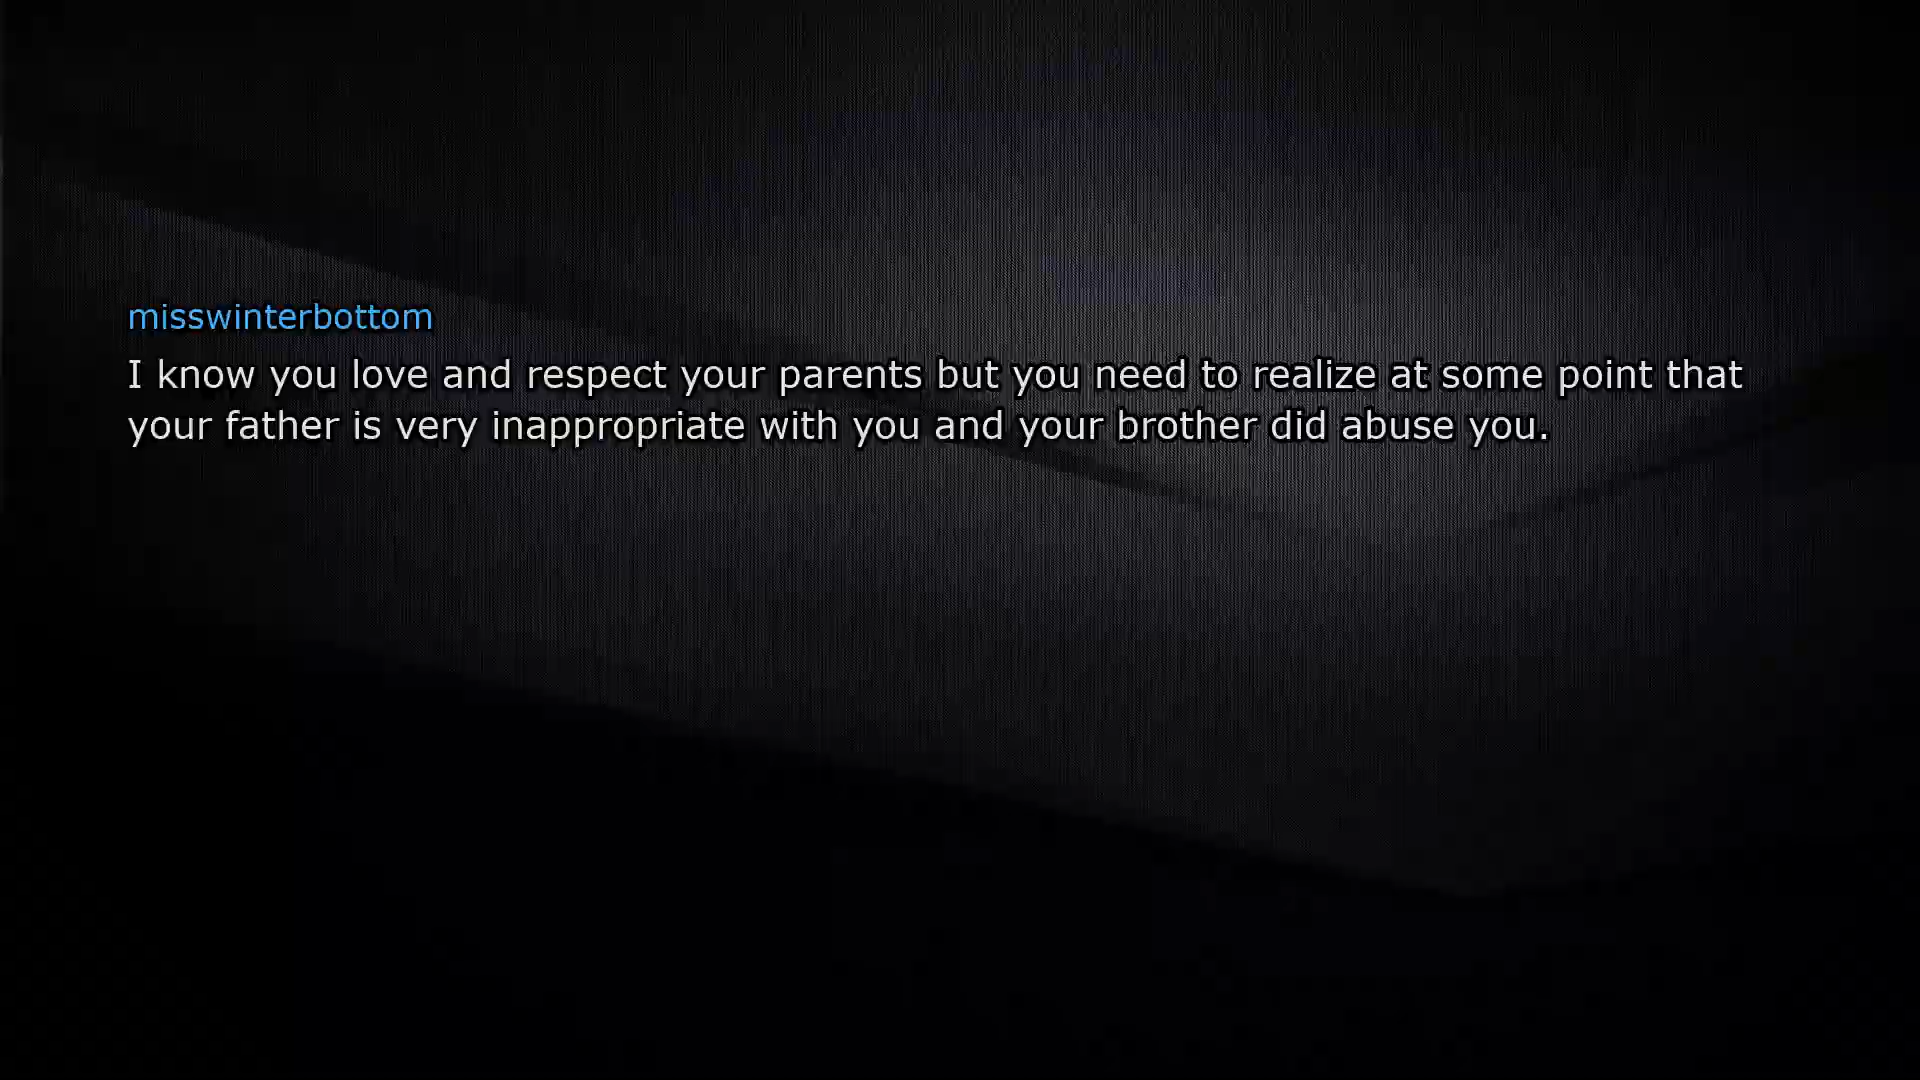 misswinterbottom
I know you love and respect your parents but you need to realize at some point that
your father is very inappropriate with you and your brother did abuse you.